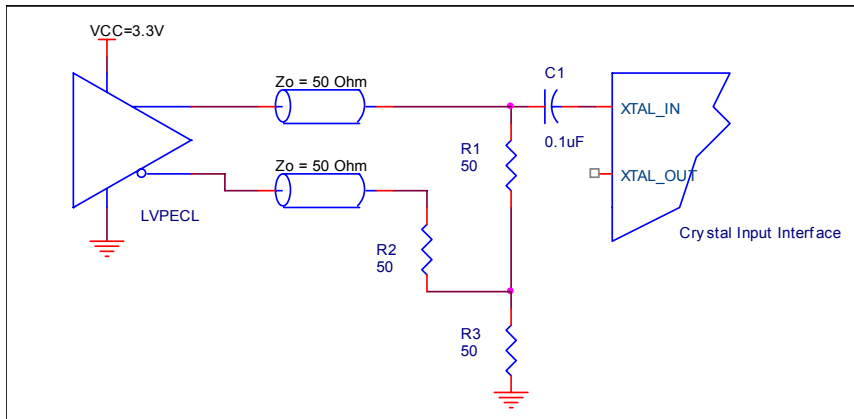 VCC=3.3V
Zo = 50 Ohm
C1
XTAL_IN
R1
50
0.1uF
Zo = 50 Ohm
XTAL_OUT
LVPECL
Crystal Input Interface
R2
50
R3
50